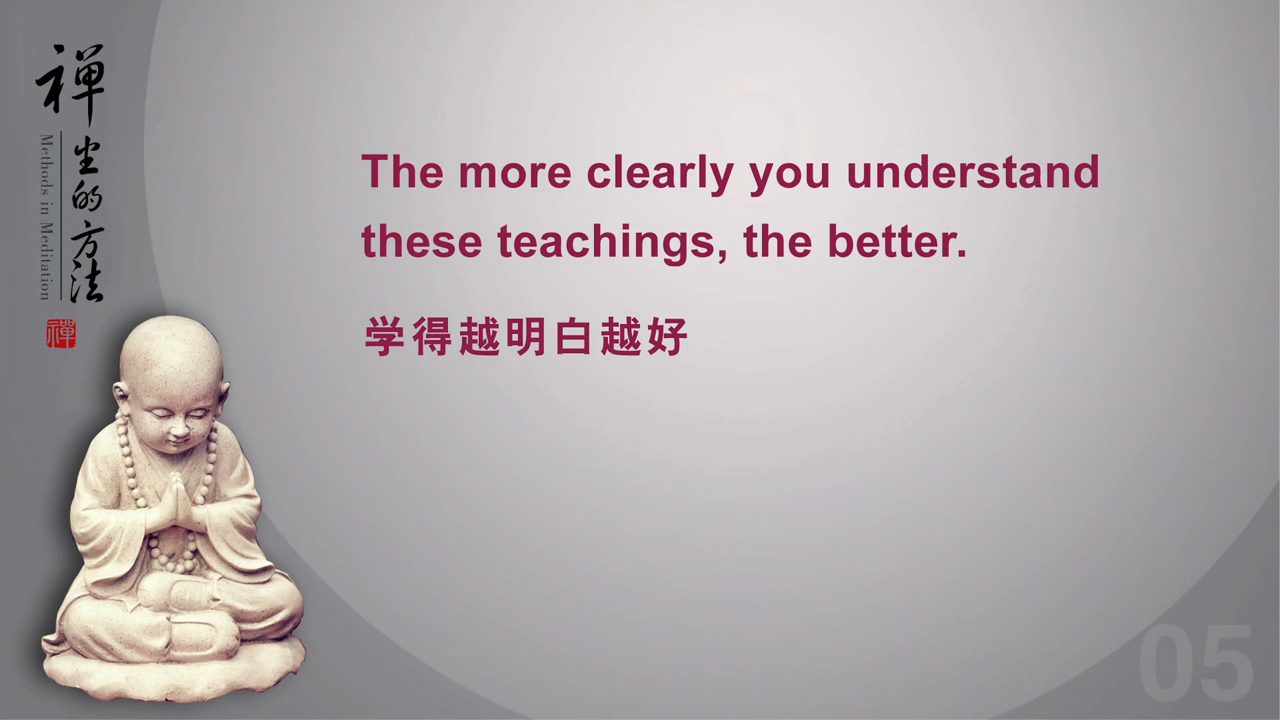 禅坐的方法
Methods in Meditation
禪
The more clearly you understand
these teachings, the better.
学得越明白越好
05